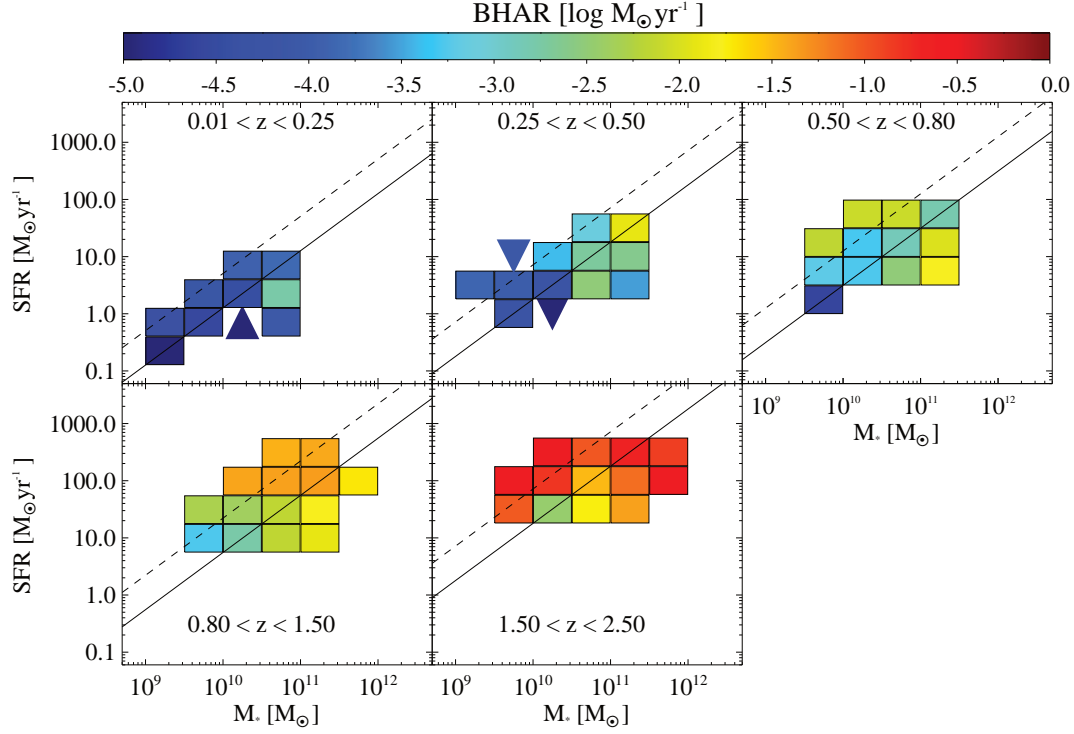 BHAR [log M⊙ yr⁻¹]
-5.0 -4.5 -4.0 -3.5 -3.0 -2.5 -2.0 -1.5 -1.0 -0.5 0.0
0.01 < z < 0.25
0.25 < z < 0.50
0.50 < z < 0.80
1000.0
100.0
10.0
1.0
0.1
SFR [M⊙yr⁻¹]
10⁹ 10¹⁰ 10¹¹ 10¹²
M* [M⊙]
1000.0
100.0
10.0
1.0
0.1
SFR [M⊙yr⁻¹]
0.80 < z < 1.50
1.50 < z < 2.50
10⁹ 10¹⁰ 10¹¹ 10¹² 10⁹ 10¹⁰ 10¹¹ 10¹²
M* [M⊙] M* [M⊙]